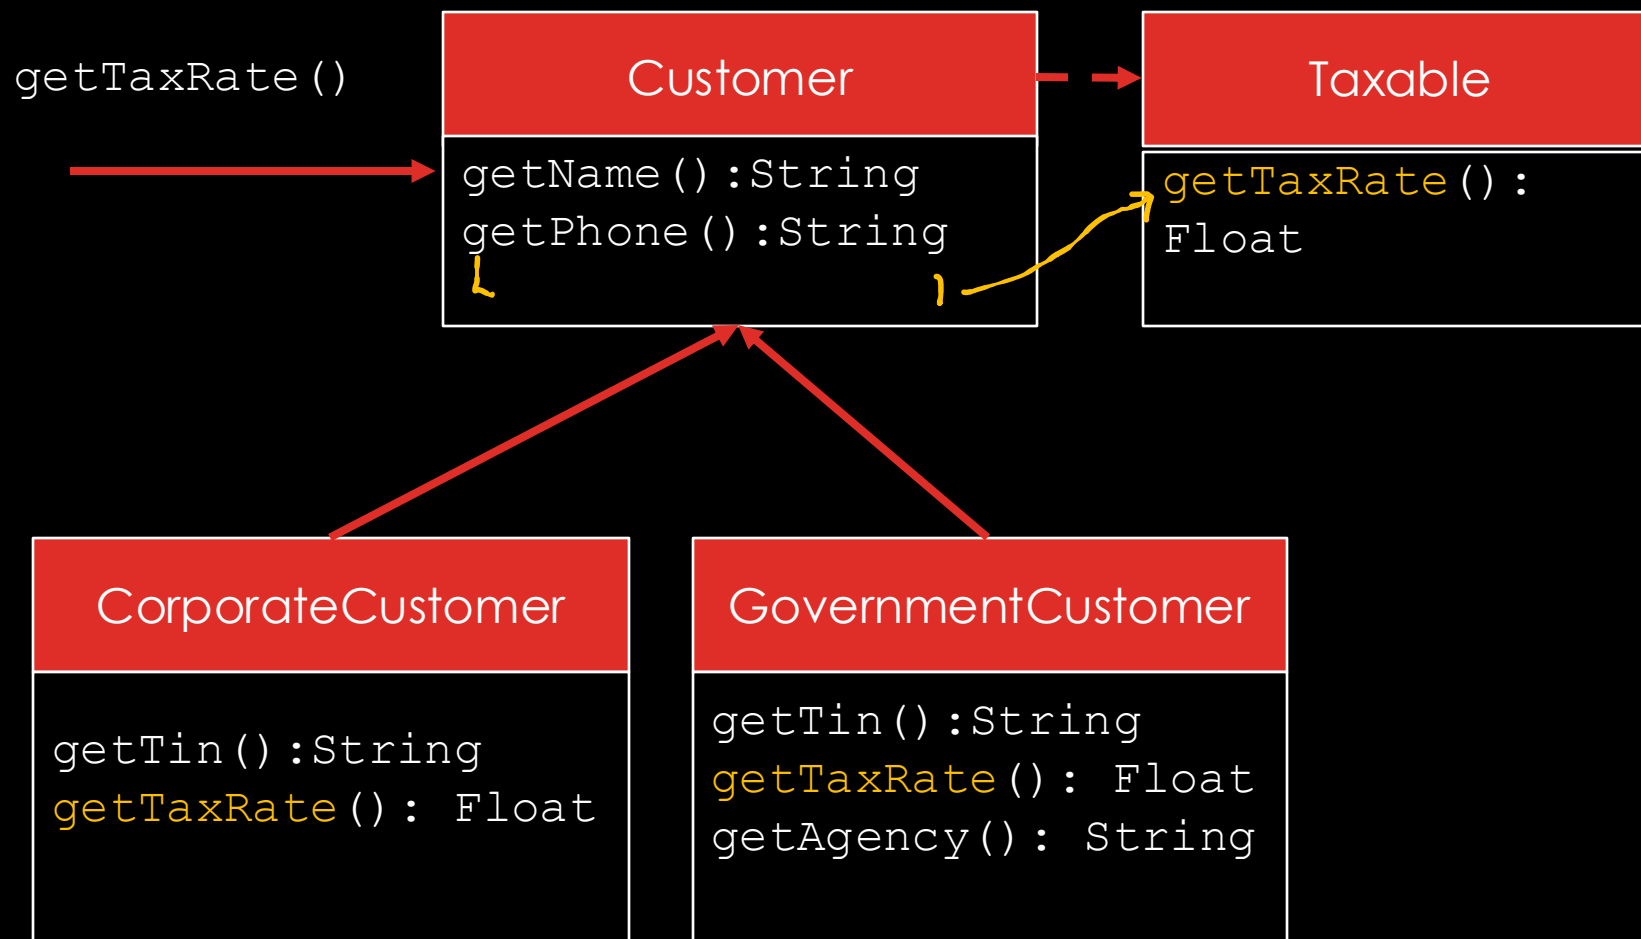 getTaxRate()
Customer
getName():String
getPhone():String
Taxable
getTaxRate():
Float
CorporateCustomer
getTin():String
getTaxRate(): Float
GovernmentCustomer
getTin():String
getTaxRate(): Float
getAgency(): String